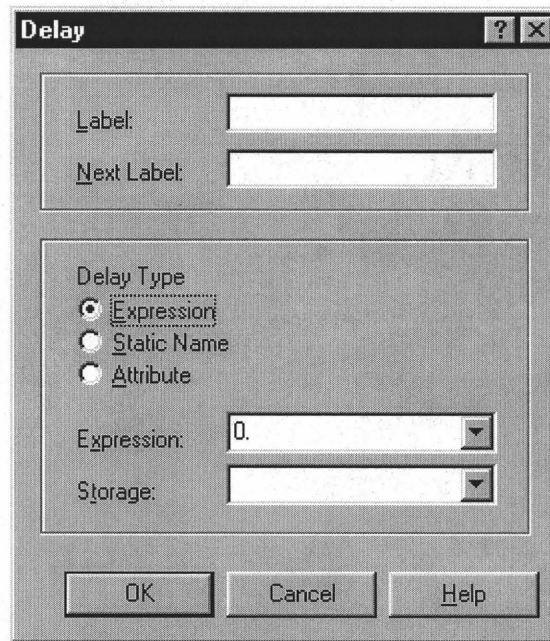 Delay ? ×
Label:
Next Label:
Delay Type
Expression
Static Name
Attribute
Expression: 0.
Storage:
OK Cancel Help